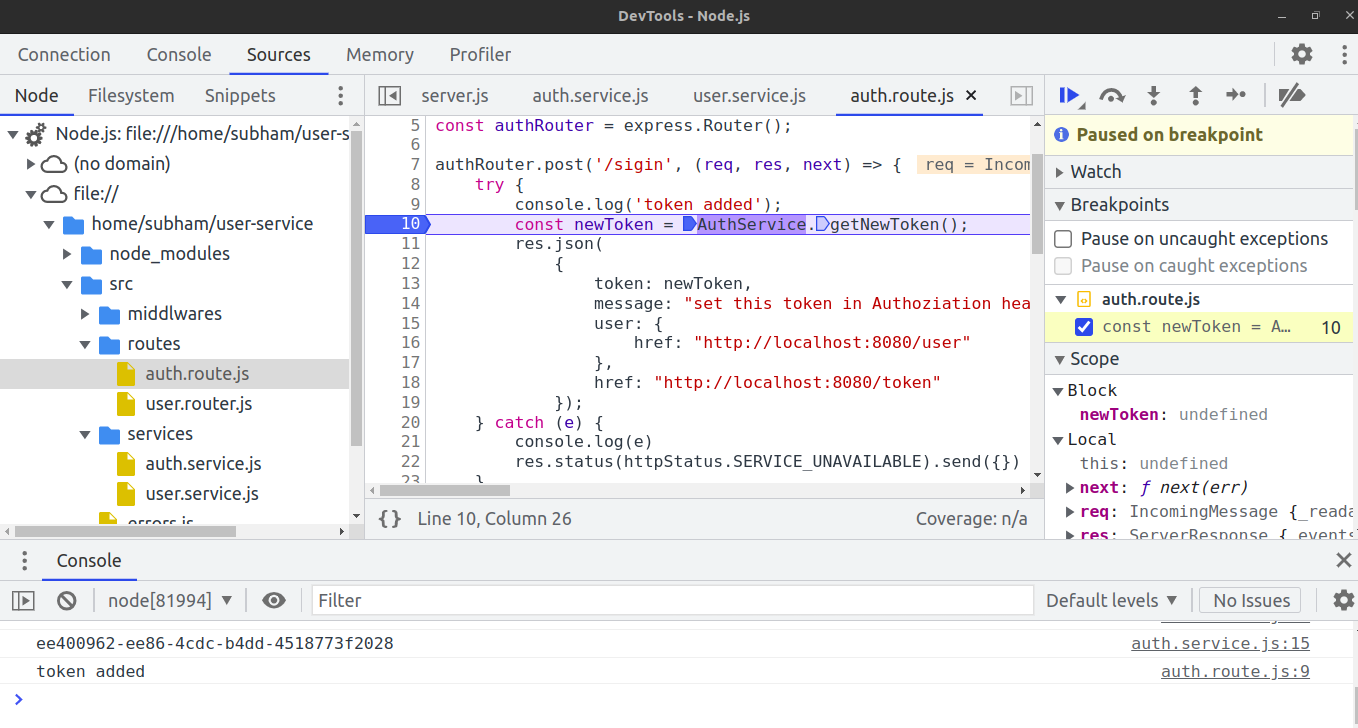 DevTools - Node.js
Connection Console Sources Memory Profiler
Node Filesystem Snippets
server.js auth.service.js user.service.js auth.route.js
Node.js: file:///home/subham/user-s
(no domain)
file://
home/subham/user-service
node_modules
src
middlwares
routes
auth.route.js
user.router.js
services
auth.service.js
user.service.js
errors.js
5 const authRouter = express.Router();
6
7 authRouter.post('/sigin', (req, res, next) => { req = Incom
8 try {
9 console.log('token added');
10 const newToken = AuthService.getNewToken();
11 res.json(
12 {
13 token: newToken,
14 message: "set this token in Authoziation hea
15 user: {
16 href: "http://localhost:8080/user"
17 },
18 href: "http://localhost:8080/token"
19 });
20 } catch (e) {
21 console.log(e)
22 res.status(httpStatus.SERVICE_UNAVAILABLE).send({})
23 }
{} Line 10, Column 26 Coverage: n/a
Paused on breakpoint
Watch
Breakpoints
Pause on uncaught exceptions
Pause on caught exceptions
auth.route.js
const newToken = A… 10
Scope
Block
newToken: undefined
Local
this: undefined
next: ƒ next(err)
req: IncomingMessage {_reada
res: ServerResponse {_events
Console
node[81994] Filter Default levels No Issues
ee400962-ee86-4cdc-b4dd-4518773f2028 auth.service.js:15
token added auth.route.js:9